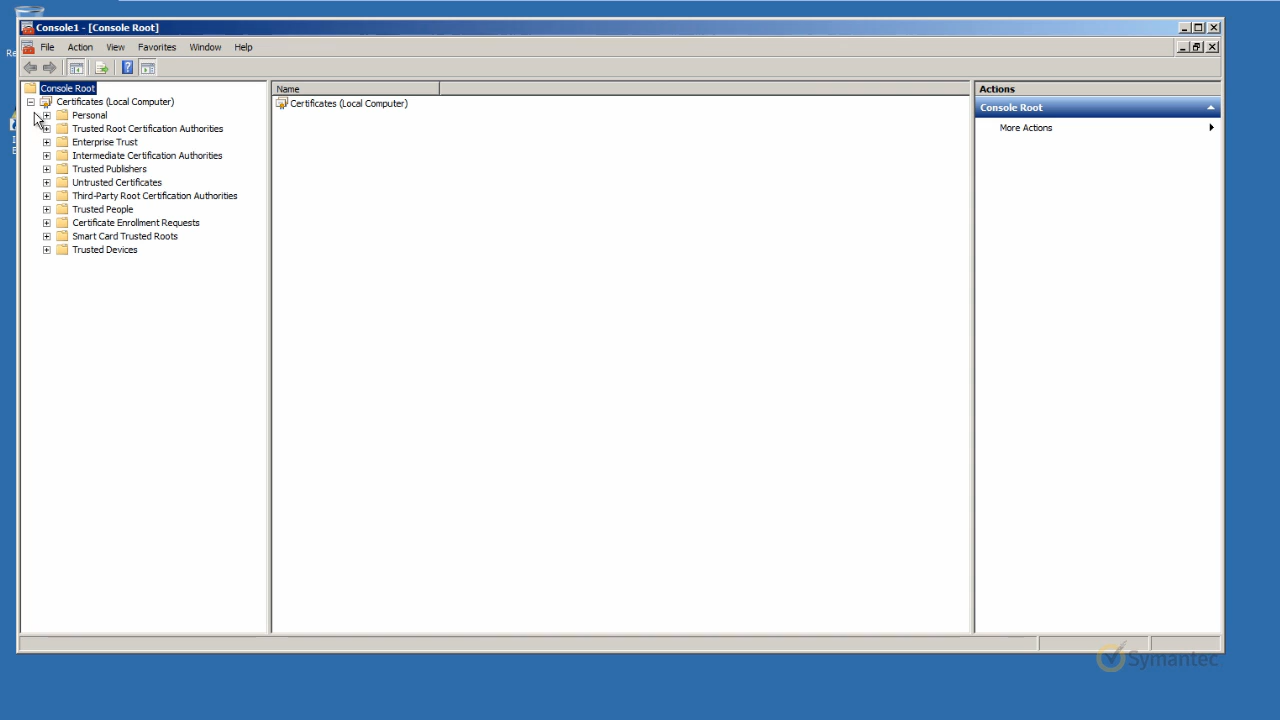 Re
I
E
Console1 - [Console Root]
File Action View Favorites Window Help
Console Root
Certificates (Local Computer)
Personal
Trusted Root Certification Authorities
Enterprise Trust
Intermediate Certification Authorities
Trusted Publishers
Untrusted Certificates
Third-Party Root Certification Authorities
Trusted People
Certificate Enrollment Requests
Smart Card Trusted Roots
Trusted Devices
Name
Certificates (Local Computer)
Actions
Console Root
More Actions
Symantec